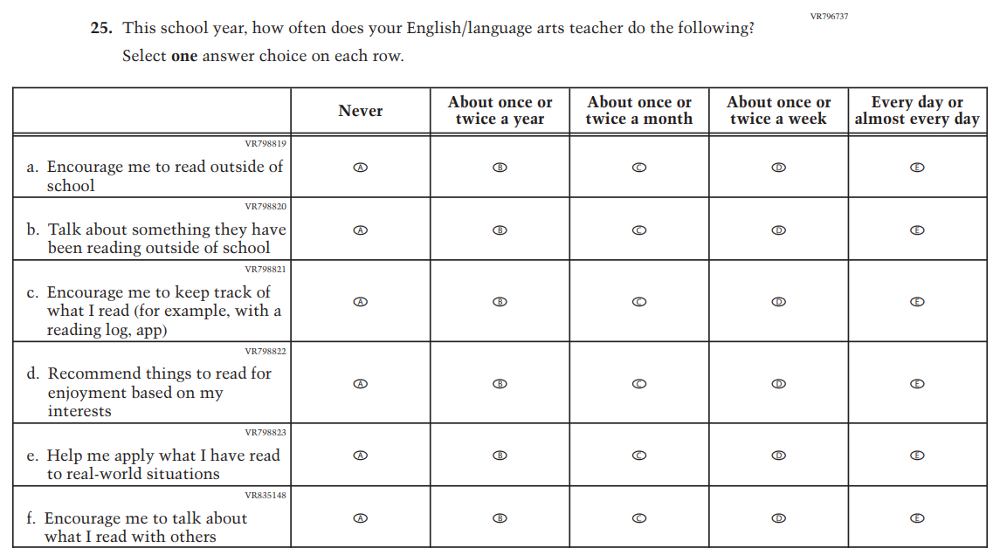 VR796737
25. This school year, how often does your English/language arts teacher do the following?
Select one answer choice on each row.
Never
About once or
twice a year
About once or
twice a month
About once or
twice a week
Every day or
almost every day
VR798819
a. Encourage me to read outside of
school
A B C D E
VR798820
b. Talk about something they have
been reading outside of school
A B C D E
VR798821
c. Encourage me to keep track of
what I read (for example, with a
reading log, app)
A B C D E
VR798822
d. Recommend things to read for
enjoyment based on my
interests
A B C D E
VR798823
e. Help me apply what I have read
to real-world situations
A B C D E
VR835148
f. Encourage me to talk about
what I read with others
A B C D E